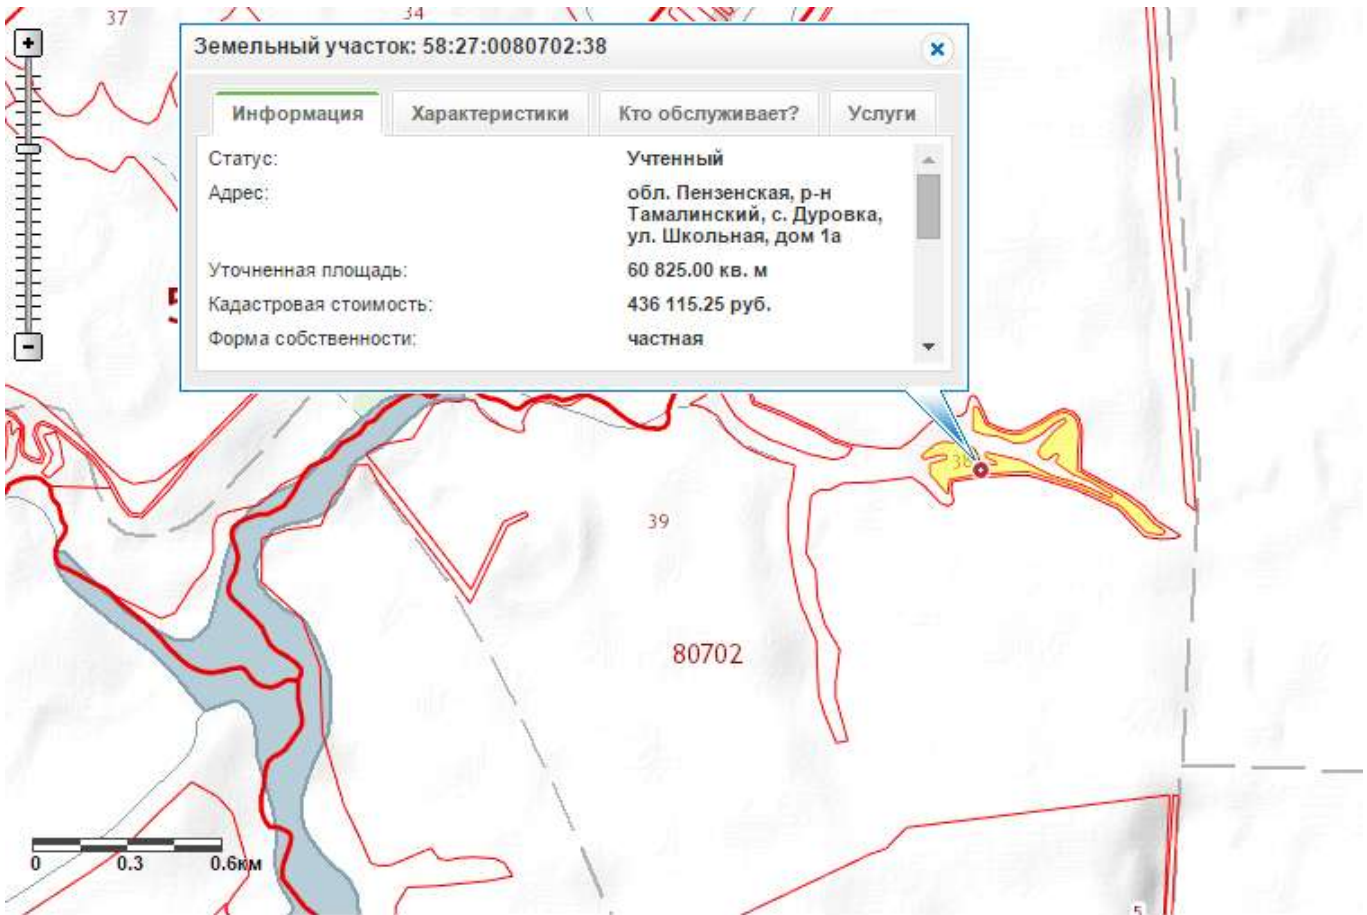 37
34
Земельный участок: 58:27:0080702:38
Информация
Характеристики
Кто обслуживает?
Услуги
Статус:
Учтенный
Адрес:
обл. Пензенская, р-н
Тамалинский, с. Дуровка,
ул. Школьная, дом 1а
Уточненная площадь:
60 825.00 кв. м
Кадастровая стоимость:
436 115.25 руб.
Форма собственности:
частная
38
39
80702
0 0.3 0.6км
5